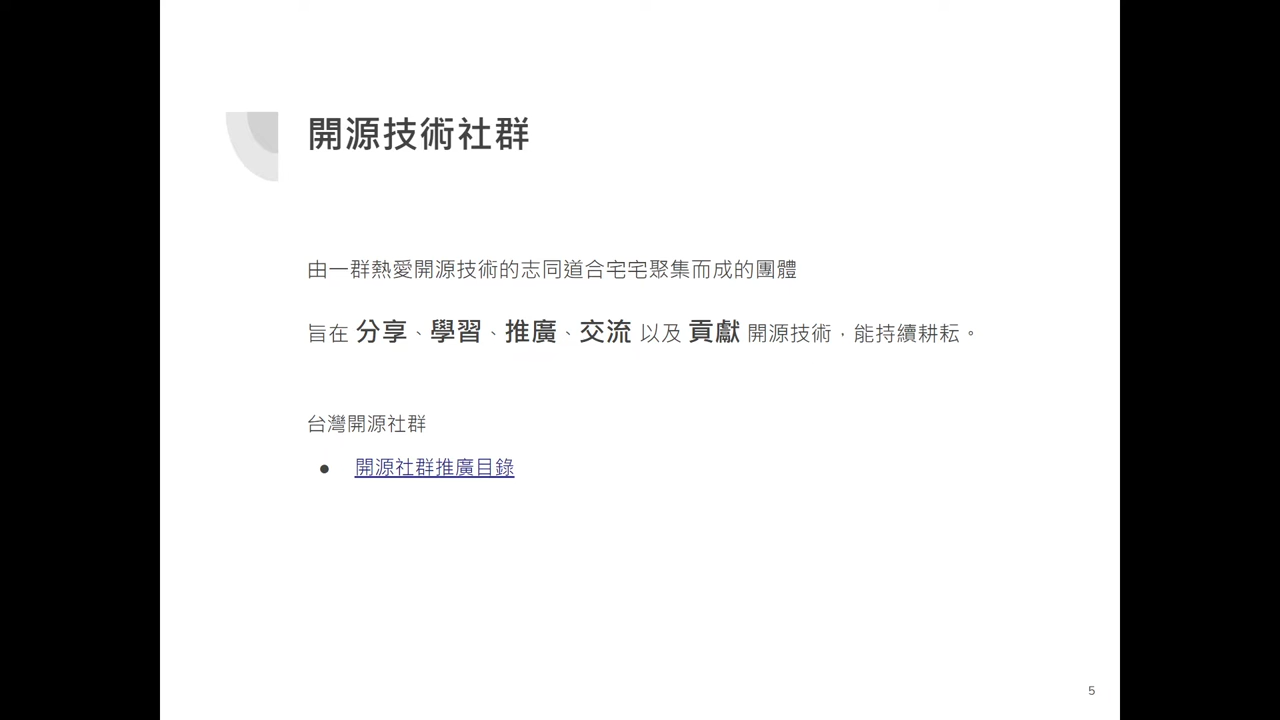 開源技術社群
由一群熱愛開源技術的志同道合宅宅聚集而成的團體
旨在 分享、學習、推廣、交流 以及 貢獻 開源技術，能持續耕耘。
台灣開源社群
● 開源社群推廣目錄
5